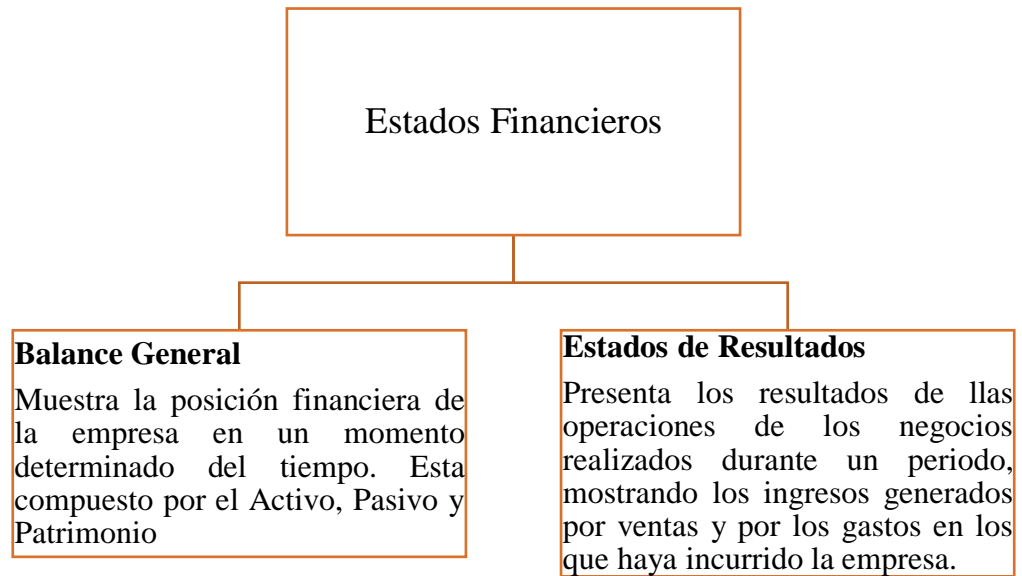 Estados Financieros
Balance General
Muestra la posición financiera de
la empresa en un momento
determinado del tiempo. Esta
compuesto por el Activo, Pasivo y
Patrimonio
Estados de Resultados
Presenta los resultados de llas
operaciones de los negocios
realizados durante un periodo,
mostrando los ingresos generados
por ventas y por los gastos en los
que haya incurrido la empresa.